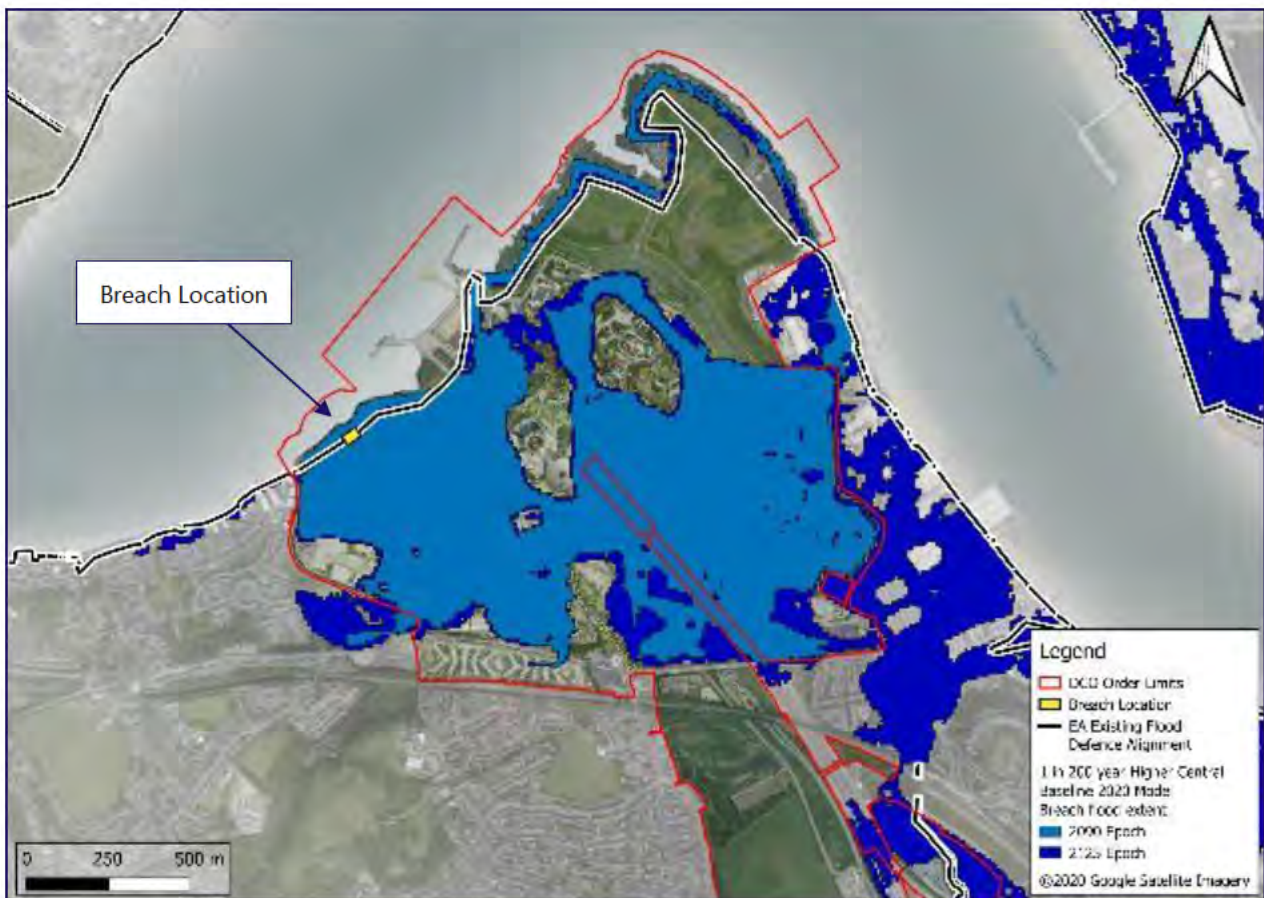 Breach Location
Legend
DCO Order Limits
Breach Location
EA Existing Flood
Defence Alignment
1 in 200 year Higher Central
Baseline 2020 Model
Breach flood extent
2090 Epoch
2125 Epoch
©2020 Google Satellite Imagery
0 250 500 m